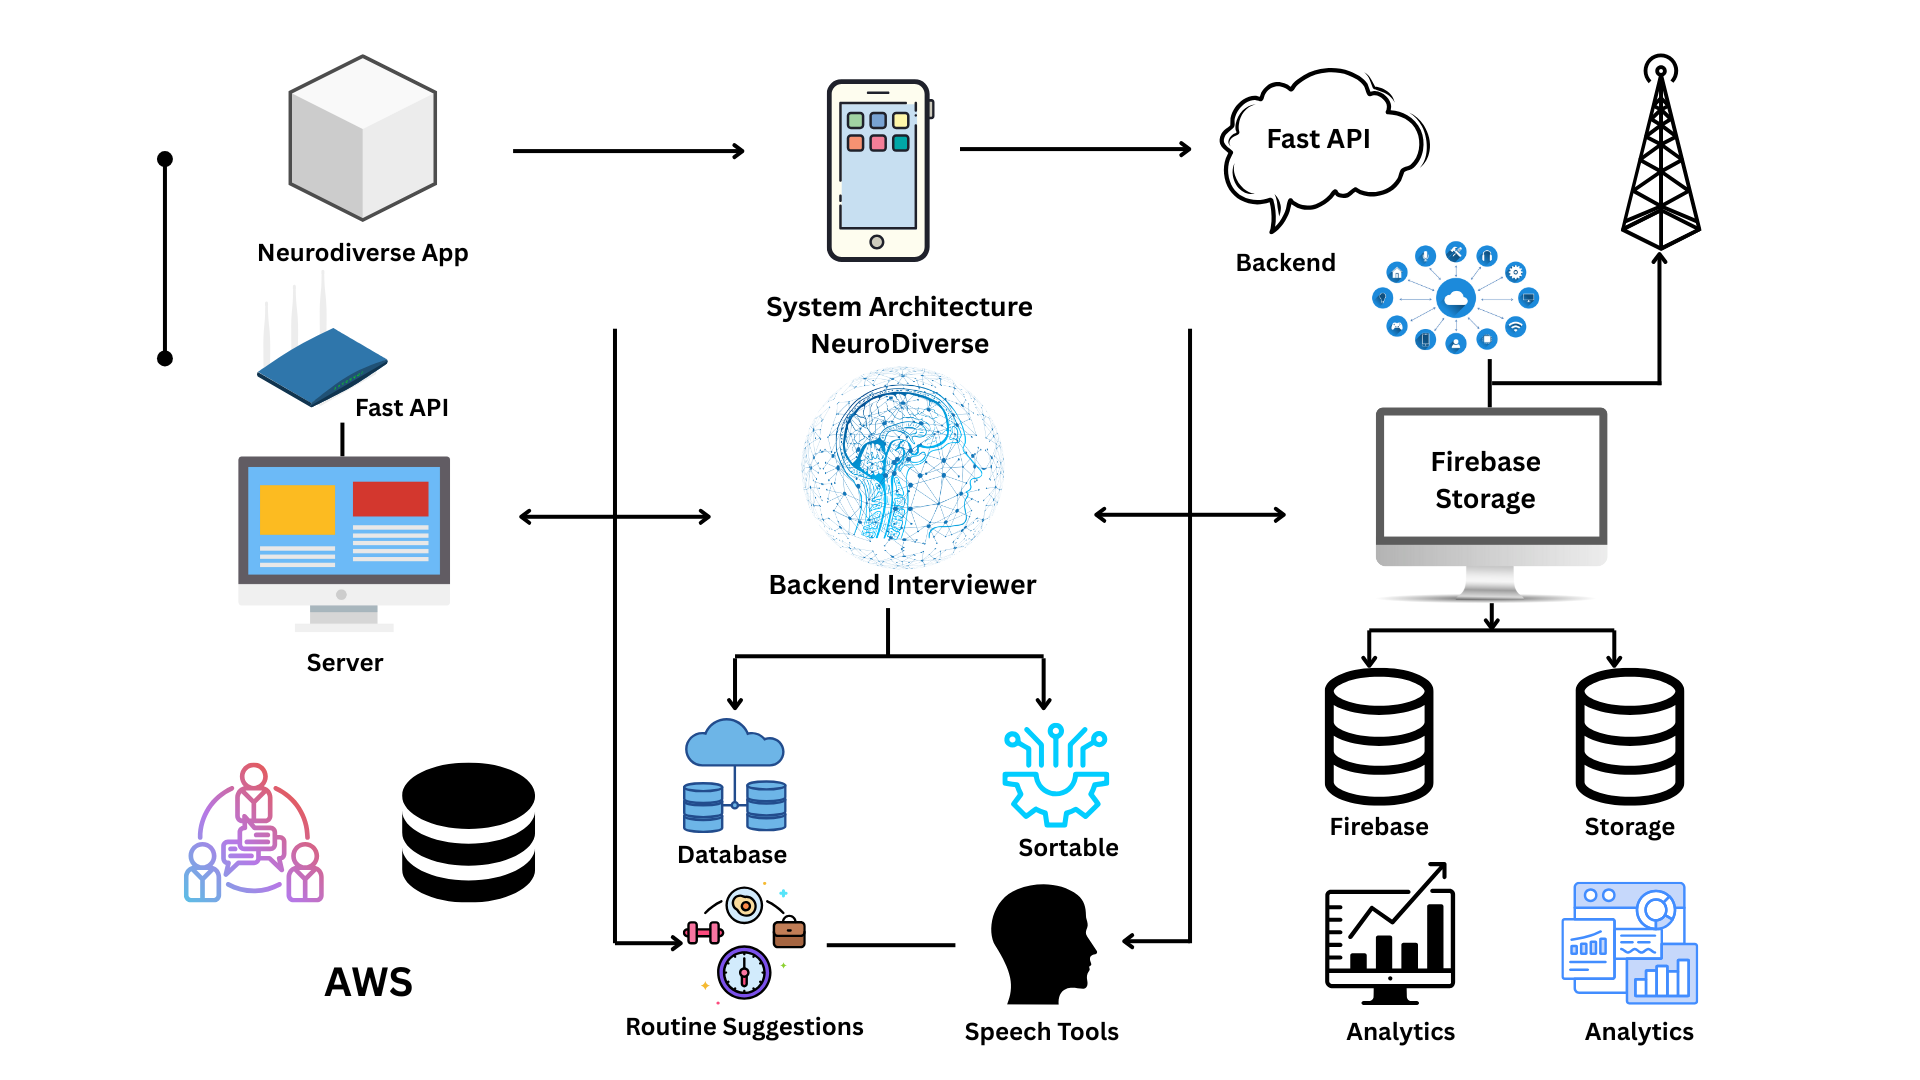 Fast API
Neurodiverse App
Backend
System Architecture
NeuroDiverse
Fast API
Firebase
Storage
Backend Interviewer
Server
Firebase
Storage
Database
Sortable
AWS
Routine Suggestions
Speech Tools
Analytics
Analytics